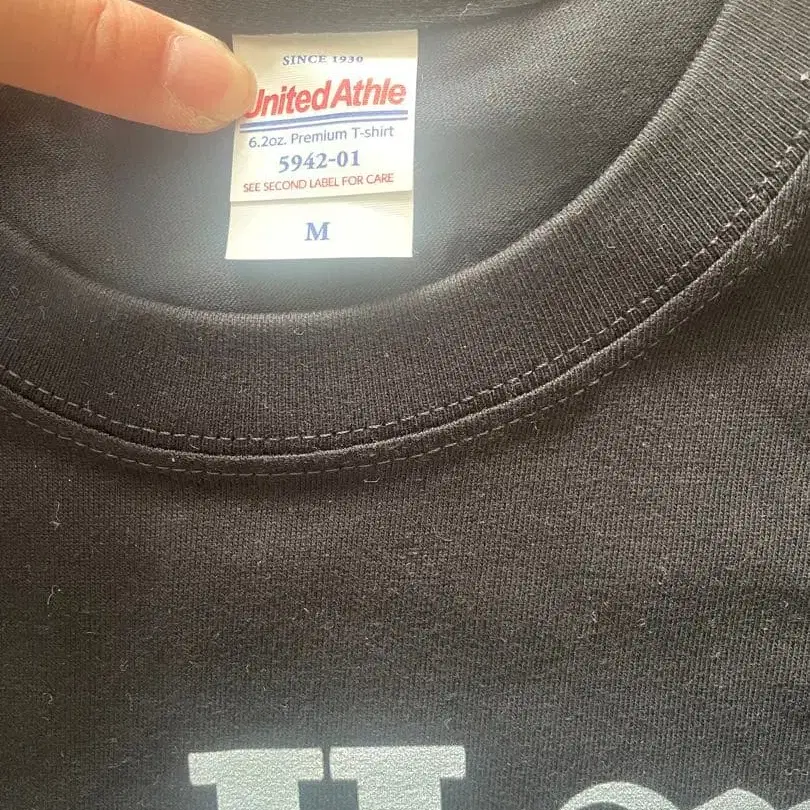 SINCE 1930
United Athle
6.2oz. Premium T-shirt
5942-01
SEE SECOND LABEL FOR CARE
M